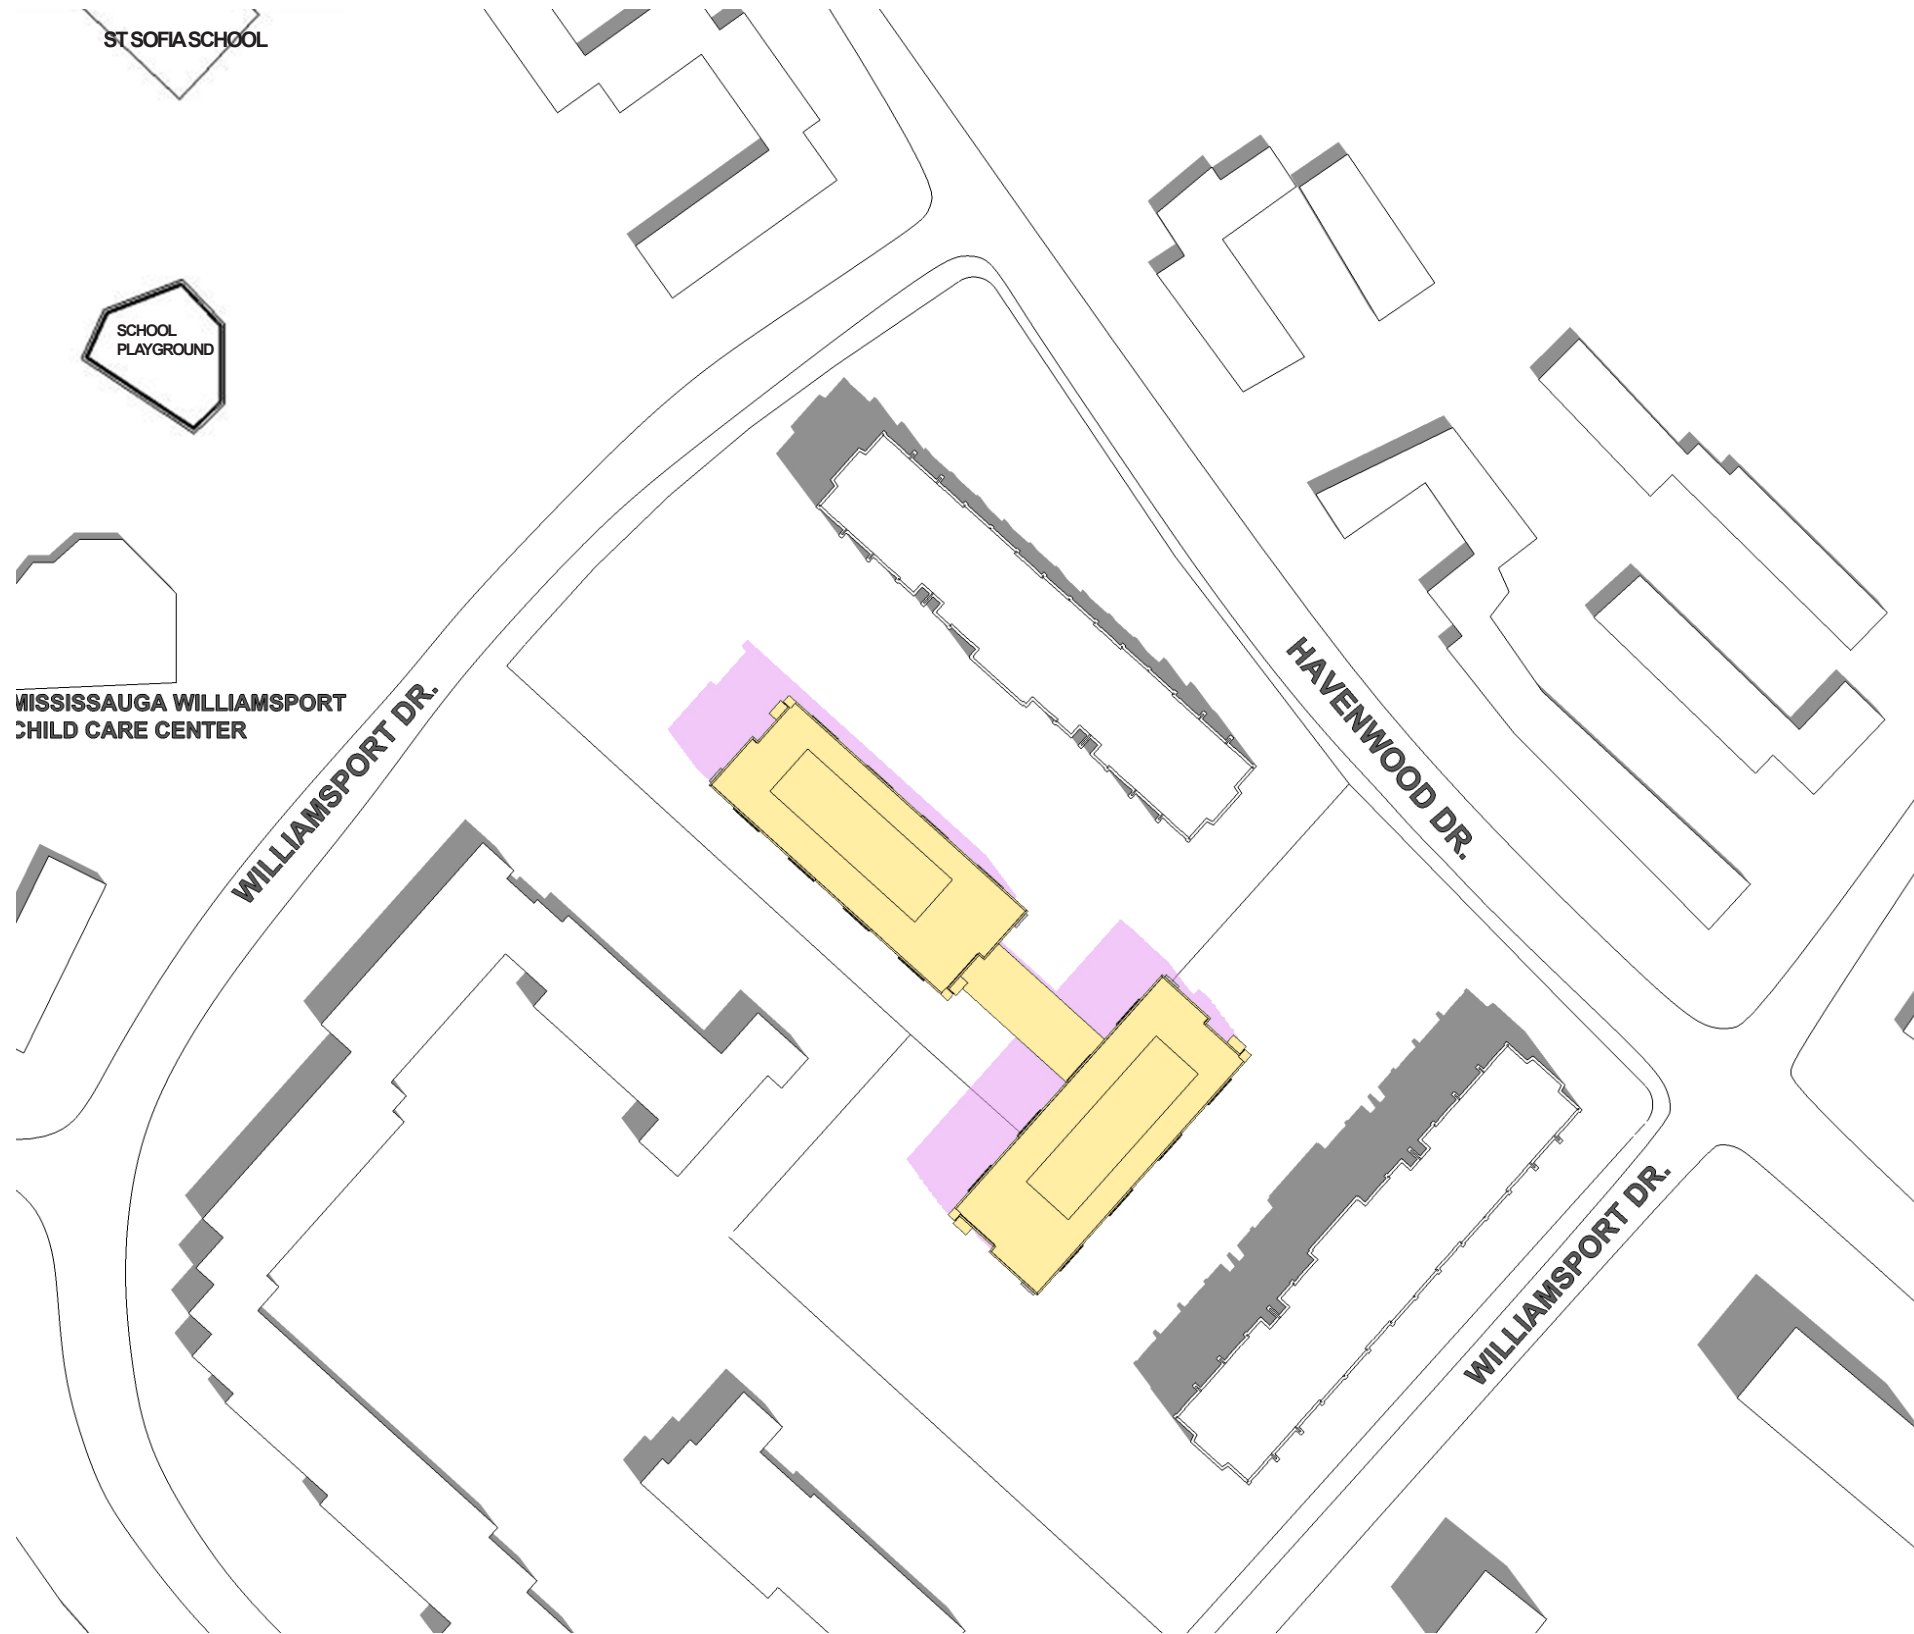 ST SOFIA SCHOOL
SCHOOL
PLAYGROUND
HAVENWOOD DR.
MISSISSAUGA WILLIAMSPORT
CHILD CARE CENTER
WILLIAMSPORT DR.
WILLIAMSPORT DR.